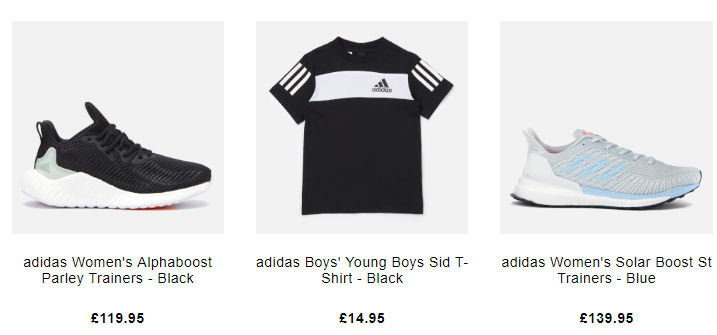 adidas
adidas Women's Alphaboost
Parley Trainers - Black
£119.95
adidas Boys' Young Boys Sid T-
Shirt - Black
£14.95
adidas Women's Solar Boost St
Trainers - Blue
£139.95